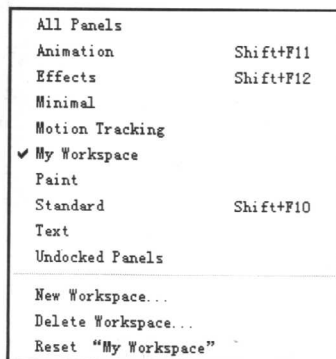 All Panels
Animation Shift+F11
Effects Shift+F12
Minimal
Motion Tracking
✔ My Workspace
Paint
Standard Shift+F10
Text
Undocked Panels
New Workspace...
Delete Workspace...
Reset “My Workspace”